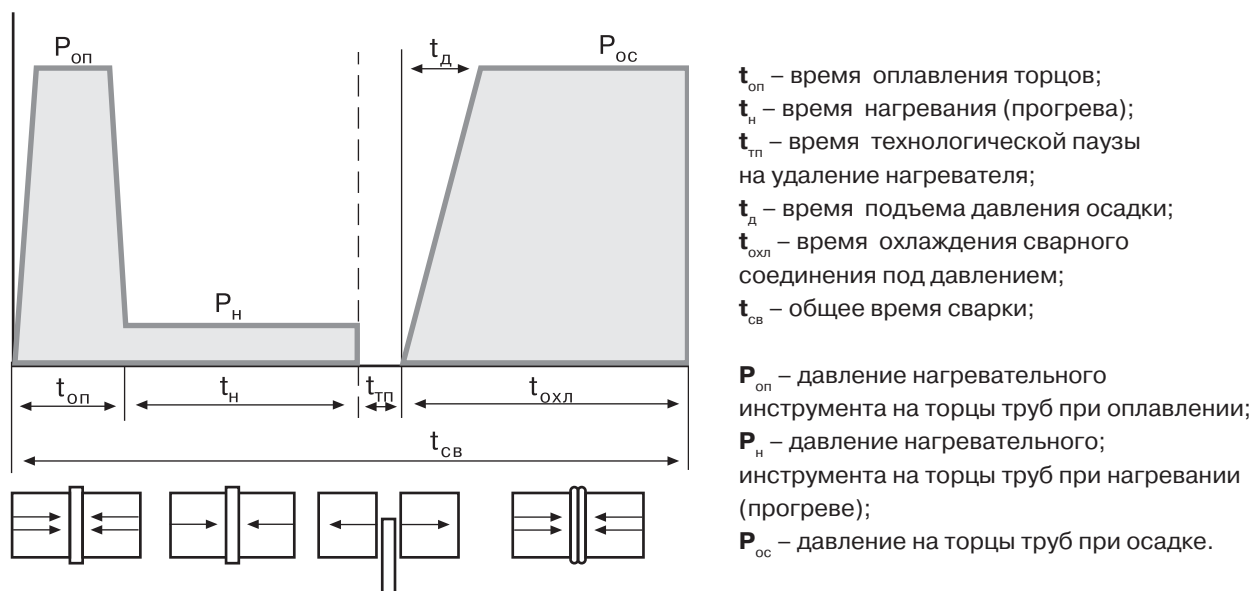 Pоп
tд
Pос
Pн
tоп
tн
tтп
tохл
tсв
tоп – время оплавления торцов;
tн – время нагревания (прогрева);
tтп – время технологической паузы
на удаление нагревателя;
tд – время подъема давления осадки;
tохл – время охлаждения сварного
соединения под давлением;
tсв – общее время сварки;
Pоп – давление нагревательного
инструмента на торцы труб при оплавлении;
Pн – давление нагревательного;
инструмента на торцы труб при нагревании
(прогреве);
Pос – давление на торцы труб при осадке.